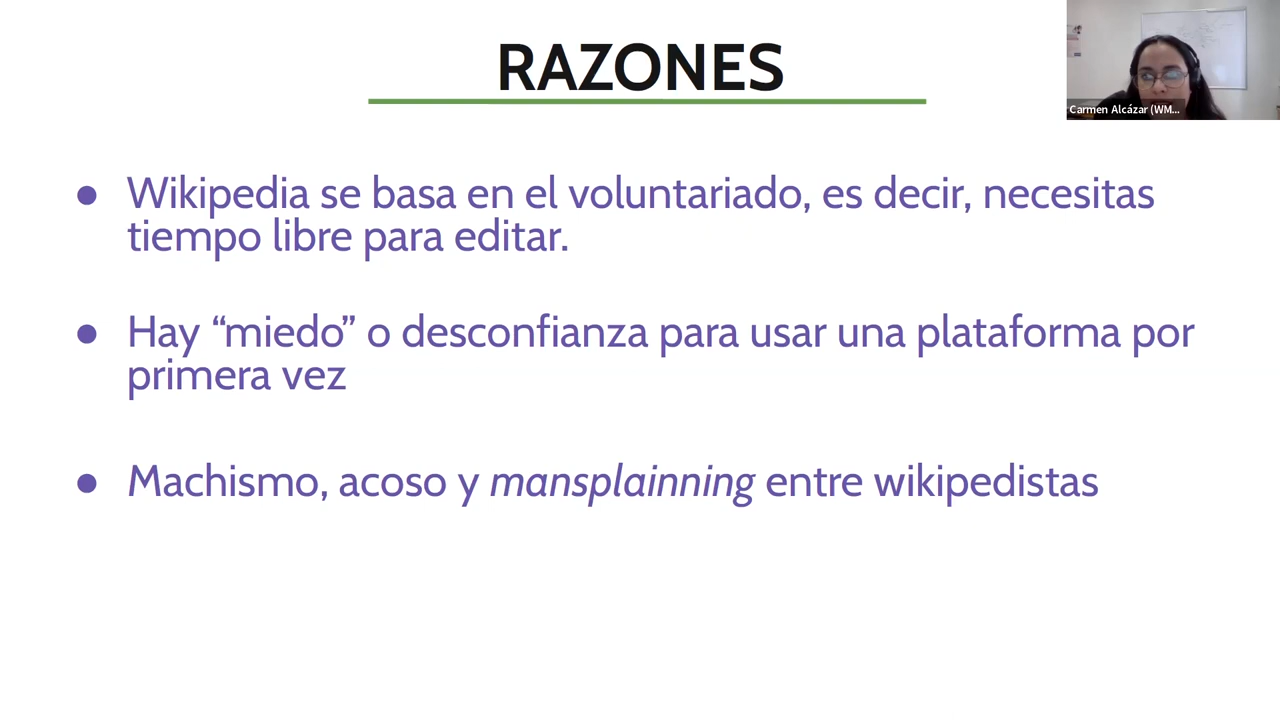 RAZONES
Carmen Alcázar (WM...
● Wikipedia se basa en el voluntariado, es decir, necesitas
tiempo libre para editar.
● Hay “miedo” o desconfianza para usar una plataforma por
primera vez
● Machismo, acoso y mansplainning entre wikipedistas